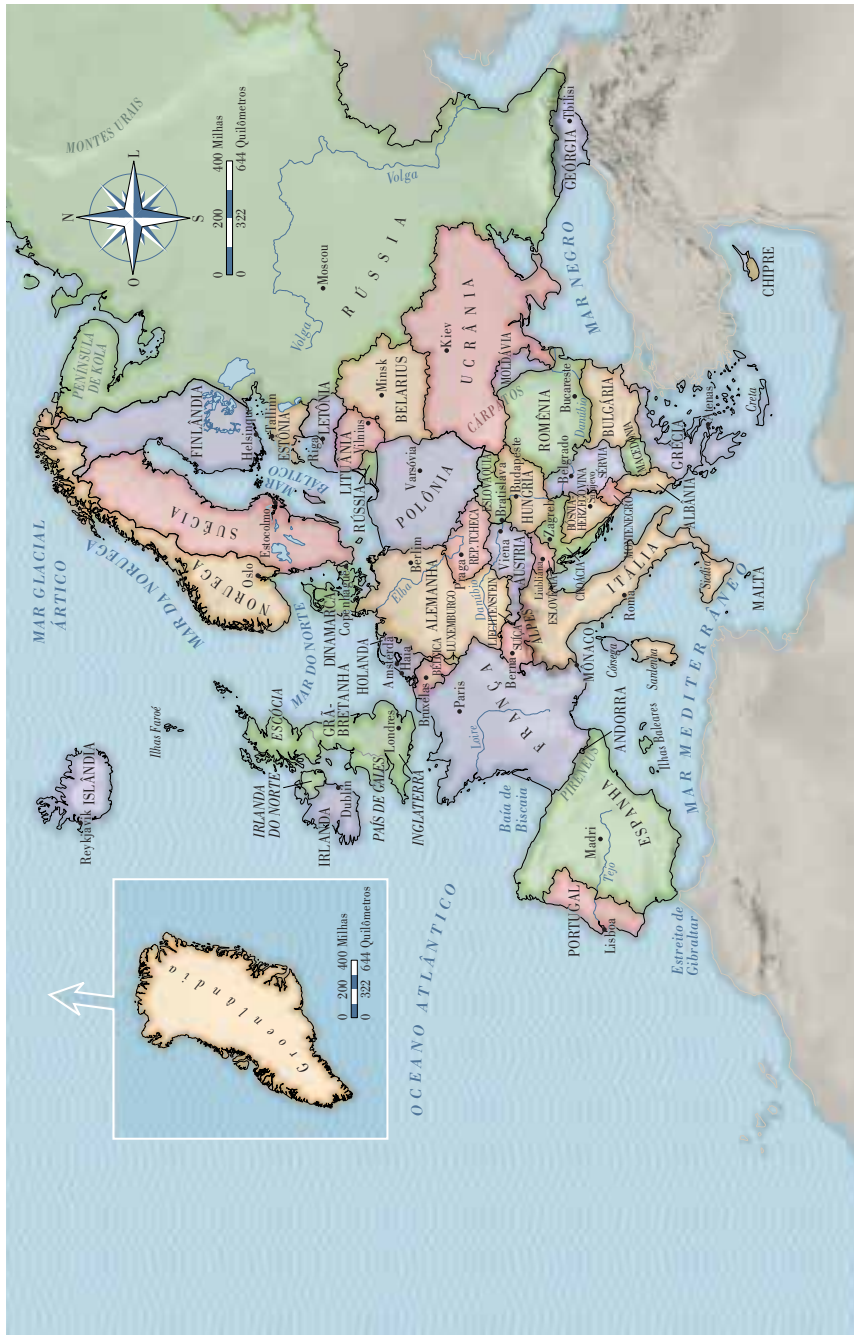 MAR GLACIAL
ÁRTICO
MAR DA NORUEGA
MONTES URAIS
N
O
L
S
0 200 400 Milhas
0 322 644 Quilômetros
PENÍNSULA
DE KOLA
Reykjavik
ISLÂNDIA
Ilhas Faroé
NORUEGA
Oslo
SUÉCIA
Estocolmo
FINLÂNDIA
Helsinque
MAR
BÁLTICO
Tallinn
ESTÔNIA
Riga
LETÔNIA
LITUÂNIA
Vilnius
RÚSSIA
RÚSSIA
Moscou
Volga
Volga
Groenlândia
0 200 400 Milhas
0 322 644 Quilômetros
MAR DO NORTE
DINAMARCA
Copenhague
ESCÓCIA
GRÃ-
BRETANHA
IRLANDA
DO NORTE
IRLANDA
Dublin
PAÍS DE GALES
INGLATERRA
Londres
HOLANDA
Amsterdã
Haia
BÉLGICA
Bruxelas
LUXEMBURGO
ALEMANHA
Berlim
Elba
POLÔNIA
Varsóvia
BELARIUS
Minsk
UCRÂNIA
Kiev
OCEANO ATLÂNTICO
Baía de
Biscaia
FRANÇA
Paris
Loire
Berna
SUÍÇA
LIECHTENSTEIN
ALPES
Danúbio
REP. TCHECA
Praga
ESLOVÁQUIA
Bratislava
Viena
ÁUSTRIA
HUNGRIA
Budapeste
CÁRPATOS
MOLDÁVIA
ROMÊNIA
Bucareste
Danúbio
Liubliana
ESLOVÊNIA
Zagreb
CROÁCIA
BÓSNIA
HERZEGÓVINA
Belgrado
SÉRVIA
MONTENEGRO
BULGÁRIA
MACEDÔNIA
ALBÂNIA
GRÉCIA
Atenas
Creta
MAR NEGRO
GEÓRGIA
Tbilisi
CHIPRE
PORTUGAL
Lisboa
Madri
Tejo
ESPANHA
PIRENEUS
ANDORRA
MÔNACO
Córsega
Sardenha
ITÁLIA
Roma
Sicília
MALTA
Ilhas Baleares
MAR MEDITERRÂNEO
Estreito de
Gibraltar